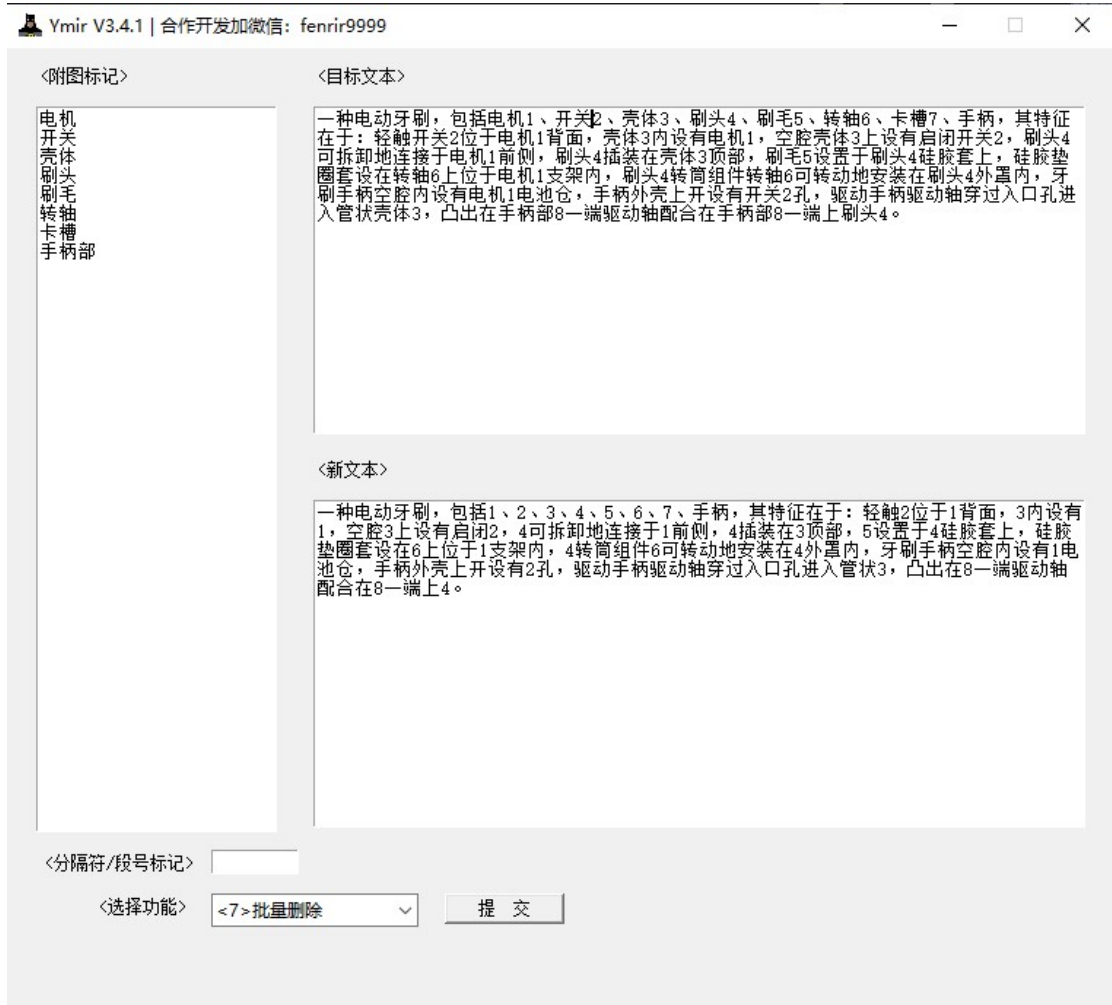 Ymir V3.4.1 | 合作开发加微信：fenrir9999
<附图标记>
<目标文本>
电机
开关
壳体
刷头
刷毛
转轴
卡槽
手柄部
一种电动牙刷，包括电机1、开关2、壳体3、刷头4、刷毛5、转轴6、卡槽7、手柄，其特征
在于：轻触开关2位于电机1背面，壳体3内设有电机1，空腔壳体3上设有启闭开关2，刷头4
可拆卸地连接于电机1前侧，刷头4插装在壳体3顶部，刷毛5设置于刷头4硅胶套上，硅胶垫
圈套设在转轴6上位于电机1支架内，刷头4转筒组件转轴6可转动地安装在刷头4外罩内，牙
刷手柄空腔内设有电机1电池仓，手柄外壳上开设有开关2孔，驱动手柄驱动轴穿过入口孔进
入管状壳体3，凸出在手柄部8一端驱动轴配合在手柄部8一端上刷头4。
<新文本>
一种电动牙刷，包括1、2、3、4、5、6、7、手柄，其特征在于：轻触2位于1背面，3内设有
1，空腔3上设有启闭2，4可拆卸地连接于1前侧，4插装在3顶部，5设置于4硅胶套上，硅胶
垫圈套设在6上位于1支架内，4转筒组件6可转动地安装在4外罩内，牙刷手柄空腔内设有1电
池仓，手柄外壳上开设有2孔，驱动手柄驱动轴穿过入口孔进入管状3，凸出在8一端驱动轴
配合在8一端上4。
<分隔符/段号标记>
<选择功能>
<7>批量删除
提 交